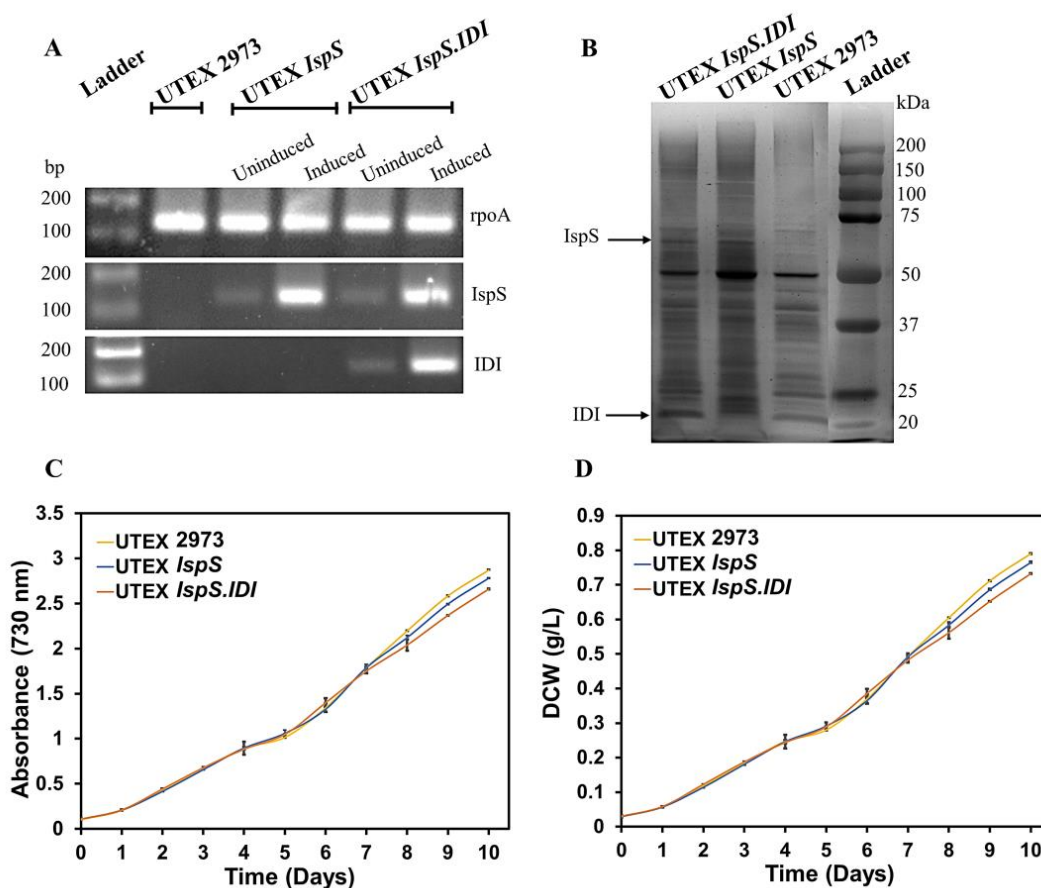 A
Ladder
UTEX 2973
UTEX IspS
UTEX IspS.IDI
bp
Uninduced
Induced
Uninduced
Induced
200
100
rpoA
200
100
IspS
200
100
IDI
B
UTEX IspS.IDI
UTEX IspS
UTEX 2973
Ladder
kDa
200
150
100
75
50
37
25
20
IspS
IDI
C
3.5
3
2.5
2
1.5
1
0.5
0
Absorbance (730 nm)
UTEX 2973
UTEX IspS
UTEX IspS.IDI
0 1 2 3 4 5 6 7 8 9 10
Time (Days)
D
0.9
0.8
0.7
0.6
0.5
0.4
0.3
0.2
0.1
0
DCW (g/L)
UTEX 2973
UTEX IspS
UTEX IspS.IDI
0 1 2 3 4 5 6 7 8 9 10
Time (Days)